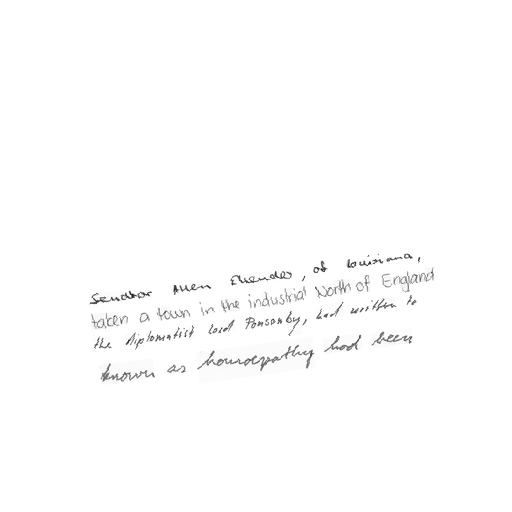 Senator Allen Ellender, of Louisiana,
taken a town in the industrial North of England
the diplomatist Lord Ponsonby, had written to
known as homoeopathy had been